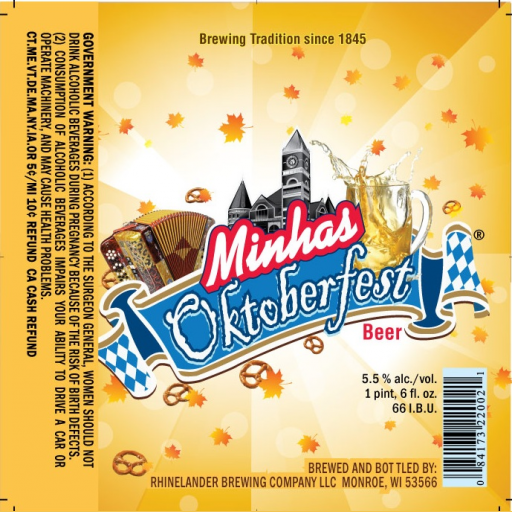 Brewing Tradition since 1845
GOVERNMENT WARNING: (1) ACCORDING TO THE SURGEON GENERAL, WOMEN SHOULD NOT
DRINK ALCOHOLIC BEVERAGES DURING PREGNANCY BECAUSE OF THE RISK OF BIRTH DEFECTS.
(2) CONSUMPTION OF ALCOHOLIC BEVERAGES IMPAIRS YOUR ABILITY TO DRIVE A CAR OR
OPERATE MACHINERY, AND MAY CAUSE HEALTH PROBLEMS.
CT.ME.VT.DE.MA.NY.IA.OR 5¢/MI 10¢ REFUND CA CASH REFUND
Minhas
Oktoberfest ®
Beer
5.5 % alc./vol.
1 pint, 6 fl. oz.
66 I.B.U.
0 84173 22002 1
BREWED AND BOT TLED BY:
RHINELANDER BREWING COMPANY LLC MONROE, WI 53566